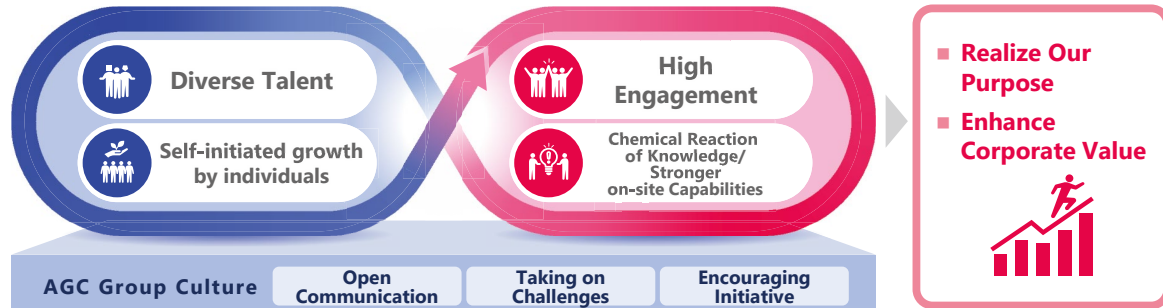 Diverse Talent
Self-initiated growth
by individuals
High
Engagement
Chemical Reaction
of Knowledge/
Stronger
on-site Capabilities
■ Realize Our
Purpose
■ Enhance
Corporate Value
AGC Group Culture
Open
Communication
Taking on
Challenges
Encouraging
Initiative